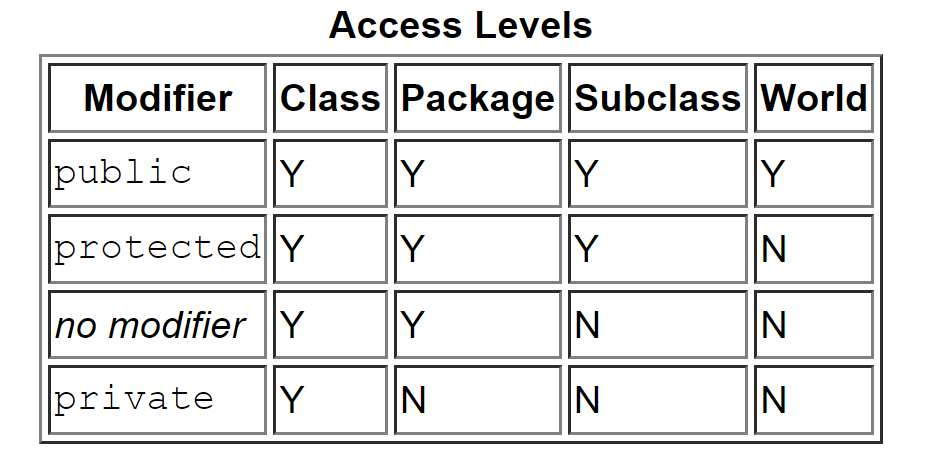 Access Levels
Modifier Class Package Subclass World
public Y Y Y Y
protected Y Y Y N
no modifier Y Y N N
private Y N N N